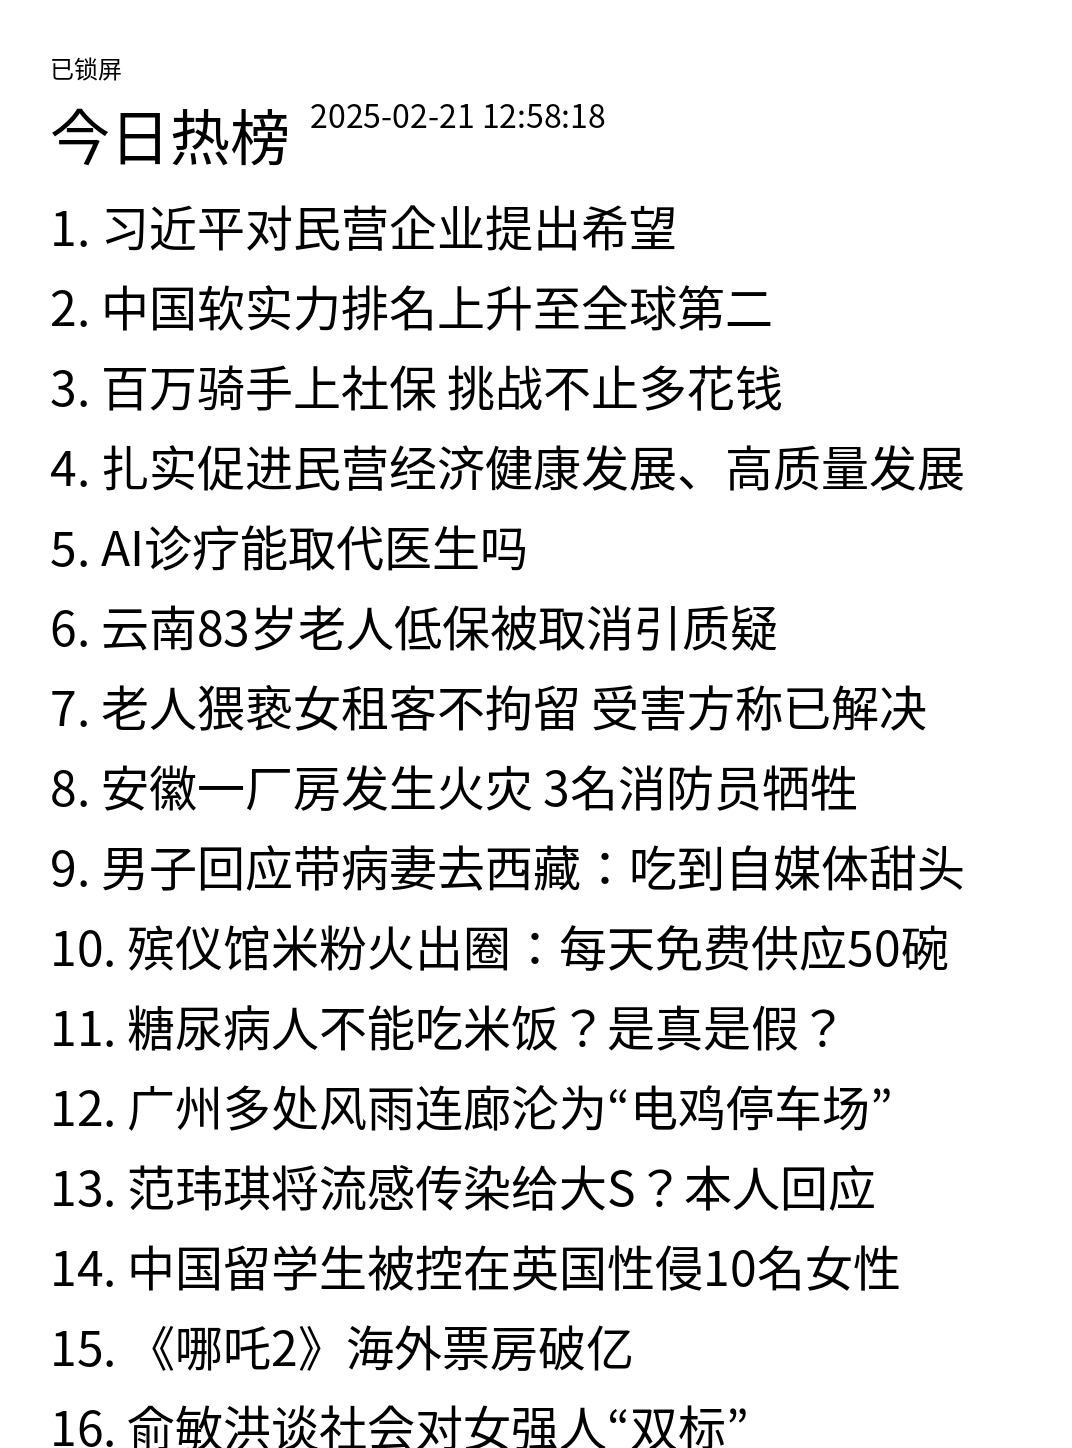 已锁屏
今日热榜 2025-02-21 12:58:18
1. 习近平对民营企业提出希望
2. 中国软实力排名上升至全球第二
3. 百万骑手上社保 挑战不止多花钱
4. 扎实促进民营经济健康发展、高质量发展
5. AI诊疗能取代医生吗
6. 云南83岁老人低保被取消引质疑
7. 老人猥亵女租客不拘留 受害方称已解决
8. 安徽一厂房发生火灾 3名消防员牺牲
9. 男子回应带病妻去西藏：吃到自媒体甜头
10. 殡仪馆米粉火出圈：每天免费供应50碗
11. 糖尿病人不能吃米饭？是真是假？
12. 广州多处风雨连廊沦为“电鸡停车场”
13. 范玮琪将流感传染给大S？本人回应
14. 中国留学生被控在英国性侵10名女性
15. 《哪吒2》海外票房破亿
16. 俞敏洪谈社会对女强人“双标”